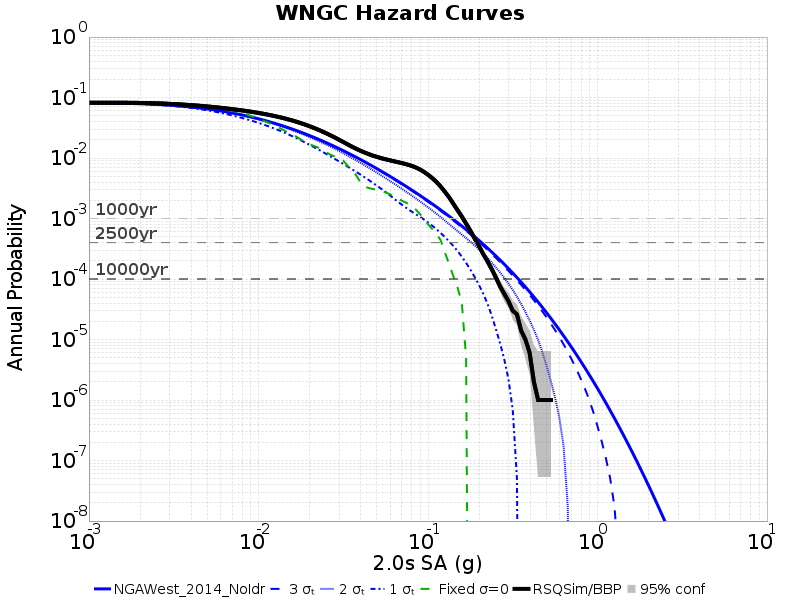 WNGC Hazard Curves
Annual Probability
10^0
10^-1
10^-2
10^-3
10^-4
10^-5
10^-6
10^-7
10^-8
1000yr
2500yr
10000yr
10^-3 10^-2 10^-1 10^0 10^1
2.0s SA (g)
NGAWest_2014_NoIdr 3 σₜ 2 σₜ 1 σₜ Fixed σ=0 RSQSim/BBP 95% conf